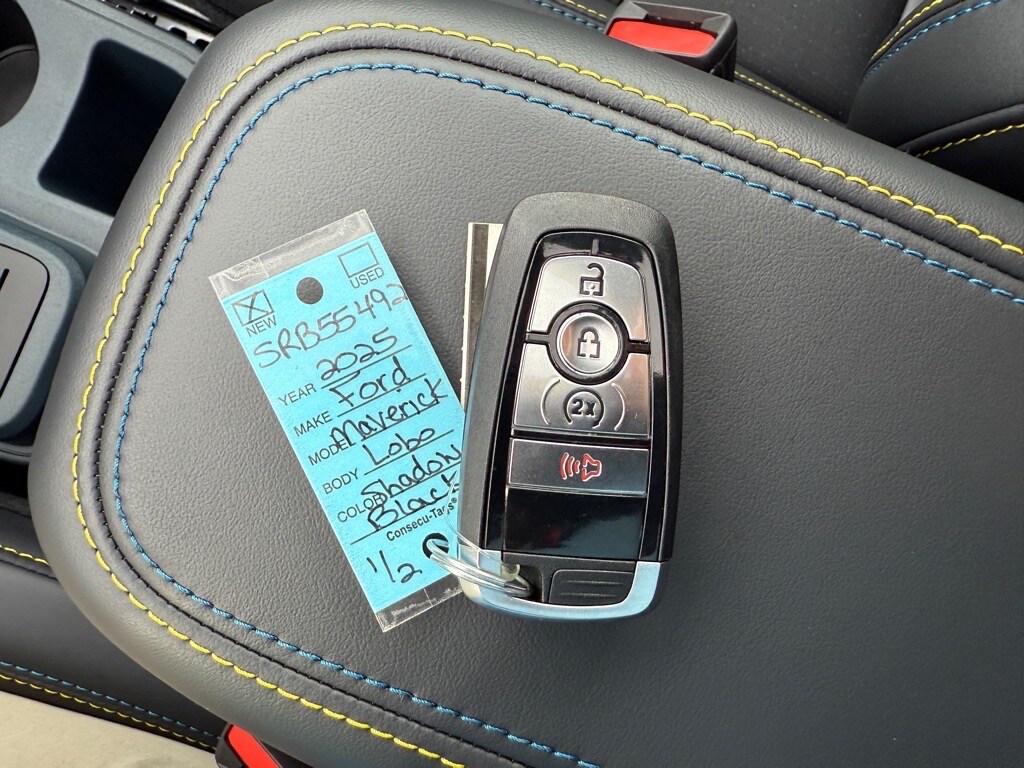 NEW USED
SRB55492
YEAR 2025
MAKE Ford
MODEL Maverick
BODY Lobo
COLOR Shadow
Black
Consecu-Tags®
1/2
2X